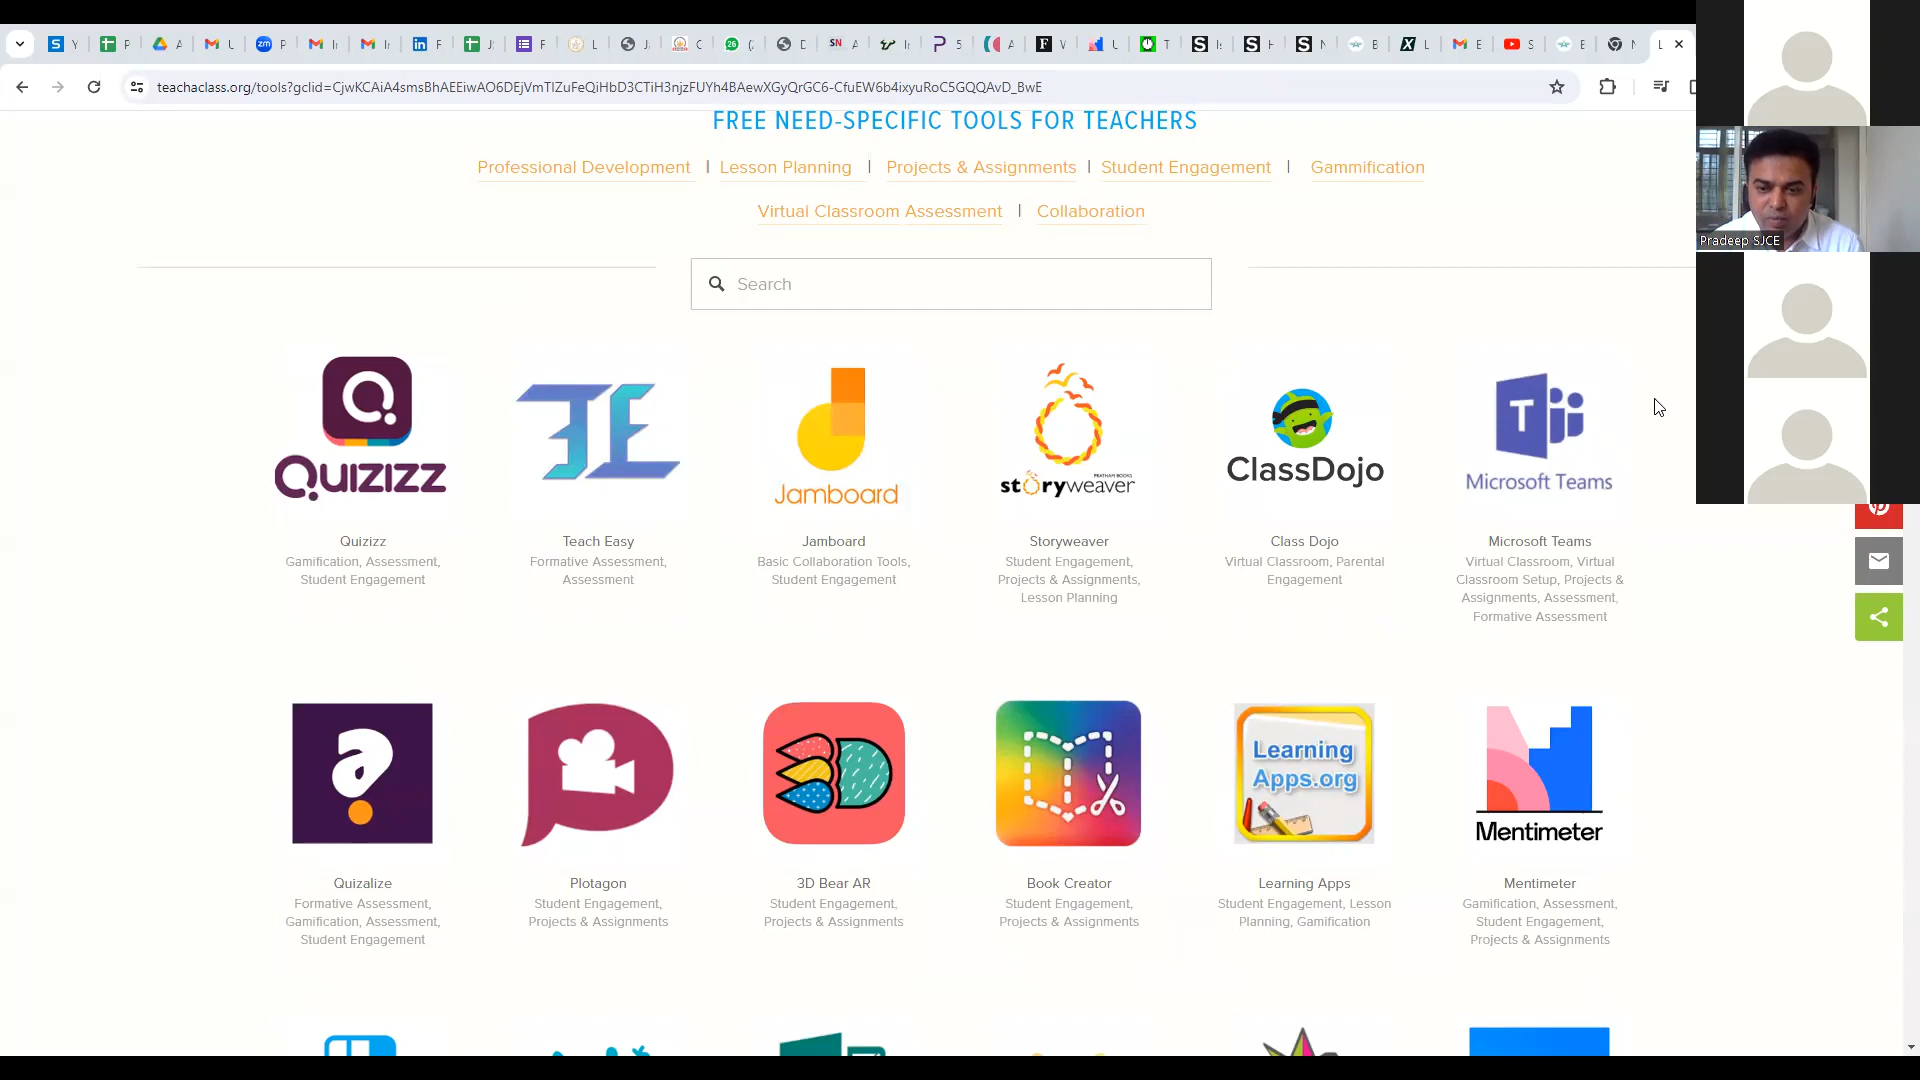 teachaclass.org/tools?gclid=CjwKCAiA4smsBhAEEiwAO6DEjVmTIZuFeQiHbD3CTiH3njzFUYh4BAewXGyQrGC6-CfuEW6b4ixyuRoC5GQQAvD_BwE
FREE NEED-SPECIFIC TOOLS FOR TEACHERS
Professional Development | Lesson Planning | Projects & Assignments | Student Engagement | Gammification
Virtual Classroom Assessment | Collaboration
Pradeep SJCE
Search
QUIZIZZ
Jamboard
PRATHAM BOOKS
storyweaver
ClassDojo
Microsoft Teams
Quizizz
Gamification, Assessment,
Student Engagement
Teach Easy
Formative Assessment,
Assessment
Jamboard
Basic Collaboration Tools,
Student Engagement
Storyweaver
Student Engagement,
Projects & Assignments,
Lesson Planning
Class Dojo
Virtual Classroom, Parental
Engagement
Microsoft Teams
Virtual Classroom, Virtual
Classroom Setup, Projects &
Assignments, Assessment,
Formative Assessment
Learning
Apps.org
Mentimeter
Quizalize
Formative Assessment,
Gamification, Assessment,
Student Engagement
Plotagon
Student Engagement,
Projects & Assignments
3D Bear AR
Student Engagement,
Projects & Assignments
Book Creator
Student Engagement,
Projects & Assignments
Learning Apps
Student Engagement, Lesson
Planning, Gamification
Mentimeter
Gamification, Assessment,
Student Engagement,
Projects & Assignments